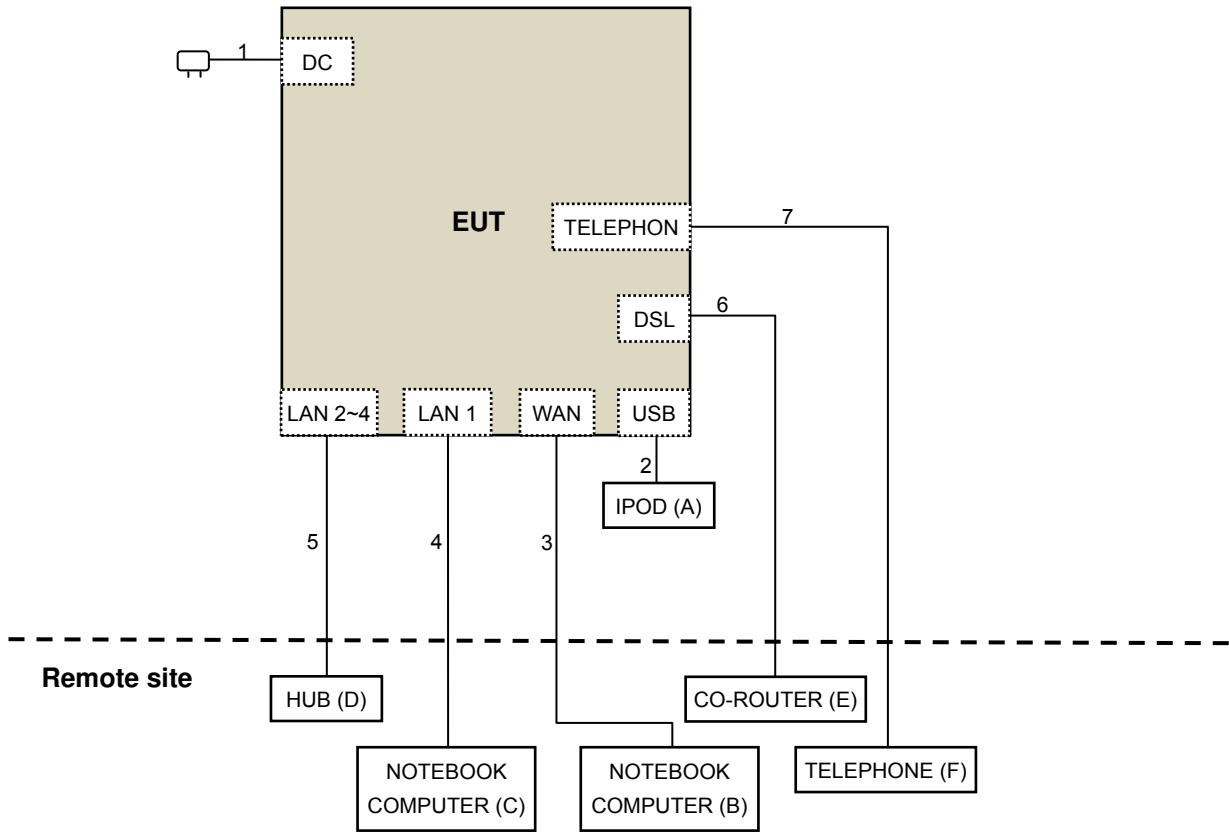 1
DC
EUT
TELEPHON
7
DSL
6
LAN 2~4
LAN 1
WAN
USB
2
IPOD (A)
5
4
3
Remote site
HUB (D)
CO-ROUTER (E)
NOTEBOOK
COMPUTER (C)
NOTEBOOK
COMPUTER (B)
TELEPHONE (F)